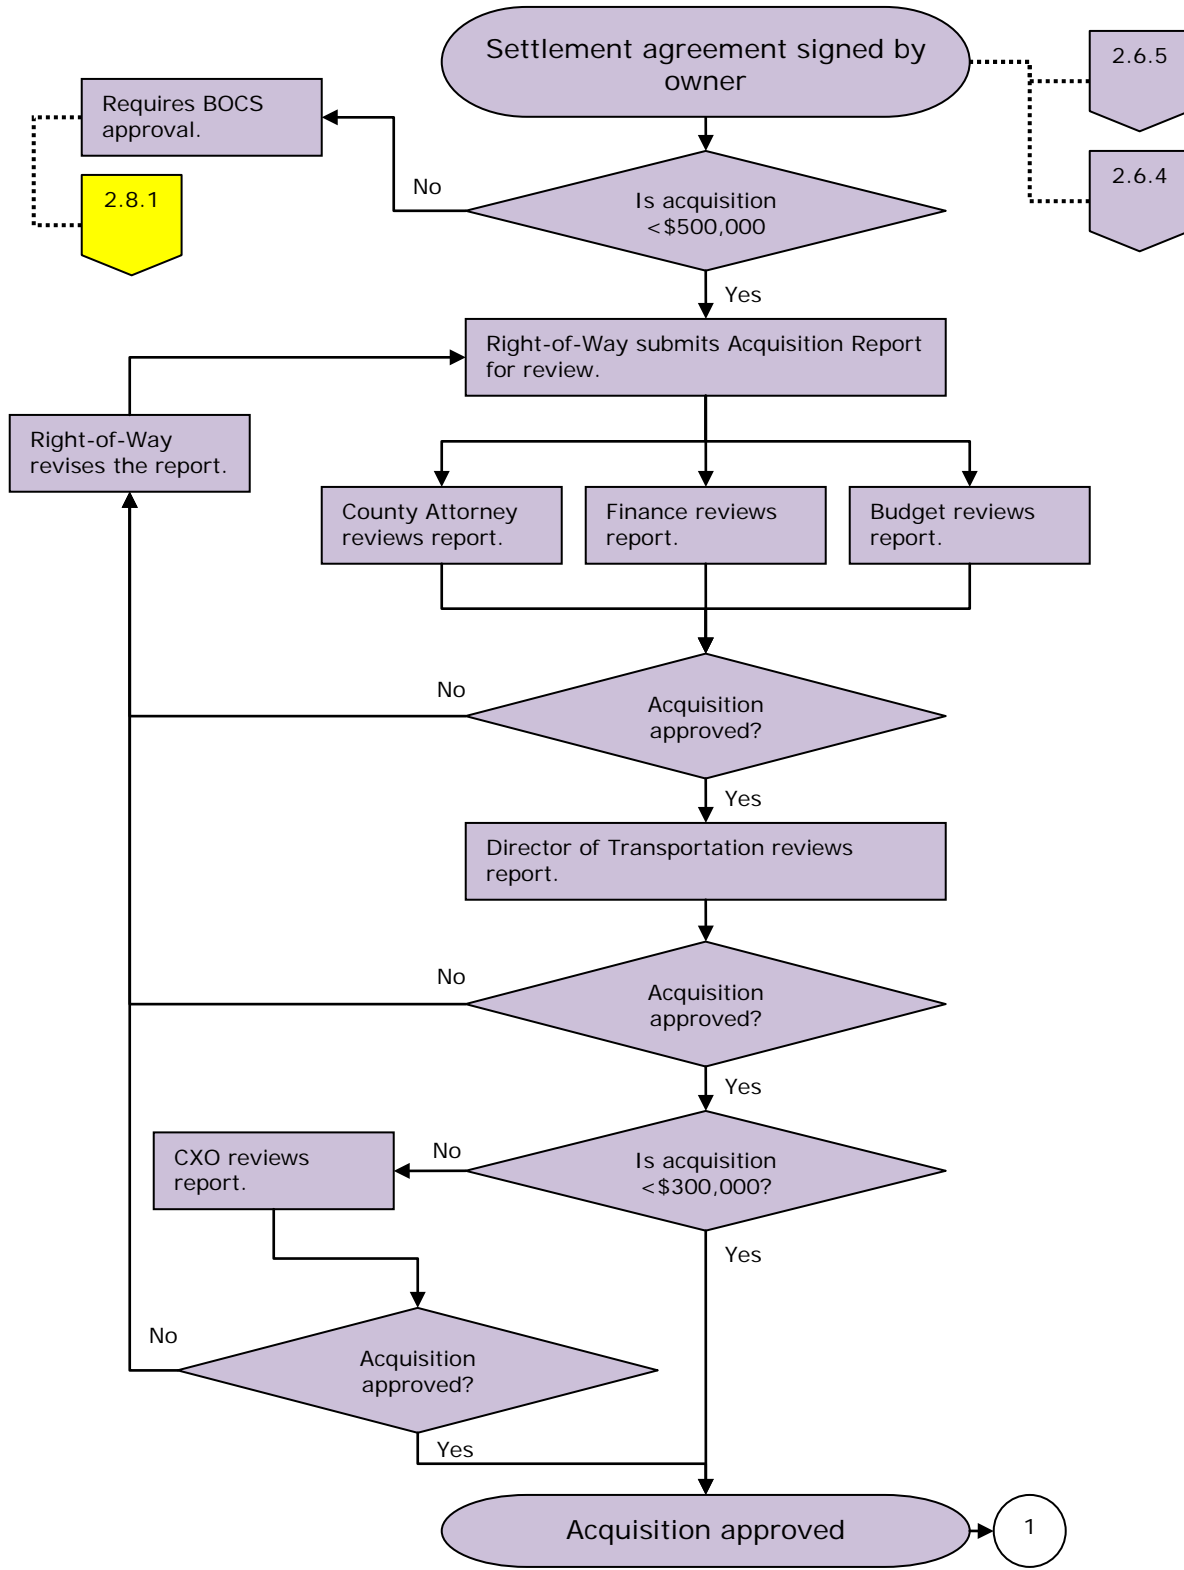 Settlement agreement signed by
owner
2.6.5
Requires BOCS
approval.
2.6.4
No
2.8.1
Is acquisition
<$500,000
Yes
Right-of-Way submits Acquisition Report
for review.
Right-of-Way
revises the report.
County Attorney
reviews report.
Finance reviews
report.
Budget reviews
report.
No
Acquisition
approved?
Yes
Director of Transportation reviews
report.
No
Acquisition
approved?
Yes
CXO reviews
report.
No
Is acquisition
<$300,000?
Yes
No
Acquisition
approved?
Yes
Acquisition approved
1